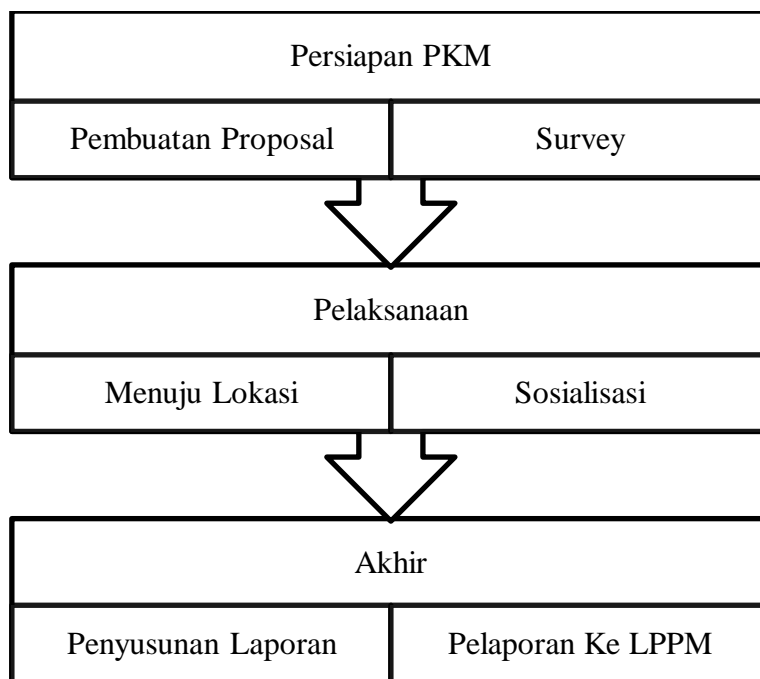 Persiapan PKM
Pembuatan Proposal
Survey
Pelaksanaan
Menuju Lokasi
Sosialisasi
Akhir
Penyusunan Laporan
Pelaporan Ke LPPM